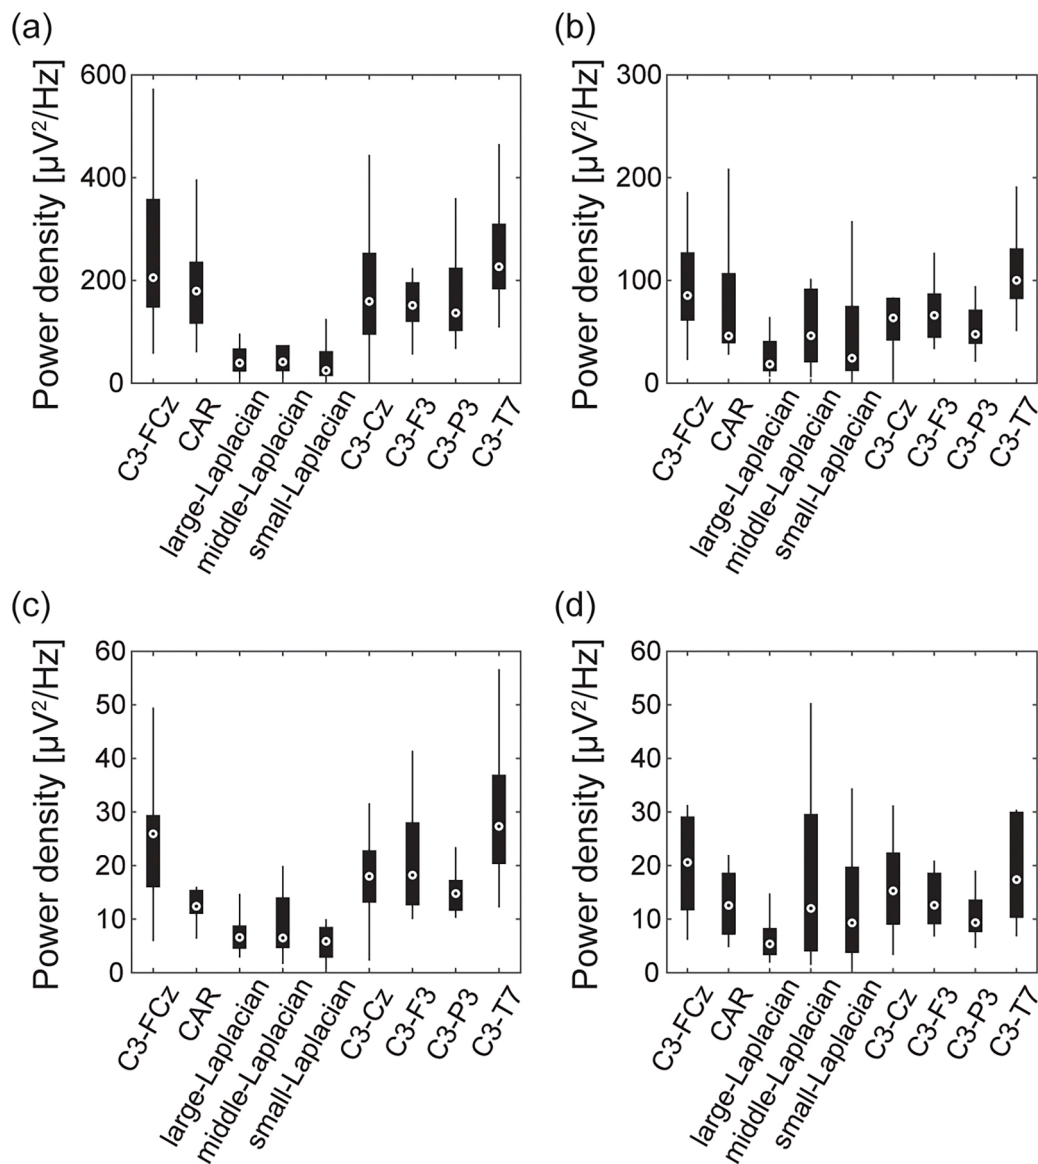 (a)
Power density [µV²/Hz]
600
400
200
0
C3-FCz
CAR
large-Laplacian
middle-Laplacian
small-Laplacian
C3-Cz
C3-F3
C3-P3
C3-T7
(b)
Power density [µV²/Hz]
300
200
100
0
C3-FCz
CAR
large-Laplacian
middle-Laplacian
small-Laplacian
C3-Cz
C3-F3
C3-P3
C3-T7
(c)
Power density [µV²/Hz]
60
50
40
30
20
10
0
C3-FCz
CAR
large-Laplacian
middle-Laplacian
small-Laplacian
C3-Cz
C3-F3
C3-P3
C3-T7
(d)
Power density [µV²/Hz]
60
50
40
30
20
10
0
C3-FCz
CAR
large-Laplacian
middle-Laplacian
small-Laplacian
C3-Cz
C3-F3
C3-P3
C3-T7